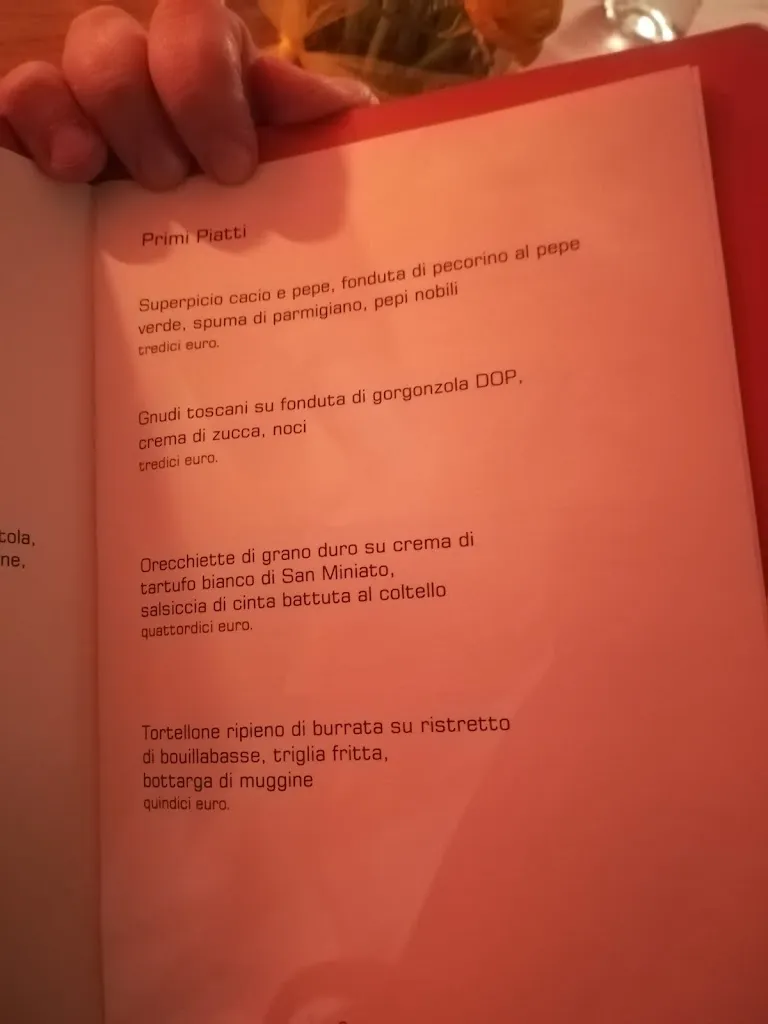 Primi Piatti
Superpicio cacio e pepe, fonduta di pecorino al pepe
verde, spuma di parmigiano, pepi nobili
tredici euro.
Gnudi toscani su fonduta di gorgonzola DOP,
crema di zucca, noci
tredici euro.
tola,
ne,
Orecchiette di grano duro su crema di
tartufo bianco di San Miniato,
salsiccia di cinta battuta al coltello
quattordici euro.
Tortellone ripieno di burrata su ristretto
di bouillabasse, triglia fritta,
bottarga di muggine
quindici euro.